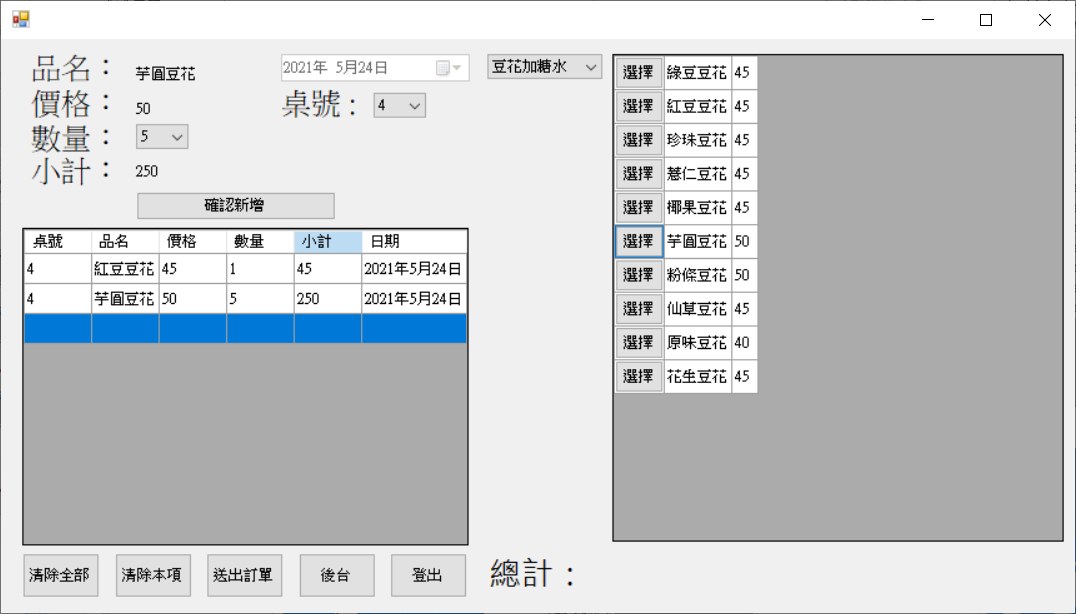 品名： 芋圓豆花
2021年 5月24日
豆花加糖水
價格： 50
桌號： 4
數量： 5
小計： 250
確認新增
桌號 品名 價格 數量 小計 日期
4 紅豆豆花 45 1 45 2021年5月24日
4 芋圓豆花 50 5 250 2021年5月24日
選擇 綠豆豆花 45
選擇 紅豆豆花 45
選擇 珍珠豆花 45
選擇 薏仁豆花 45
選擇 椰果豆花 45
選擇 芋圓豆花 50
選擇 粉條豆花 50
選擇 仙草豆花 45
選擇 原味豆花 40
選擇 花生豆花 45
清除全部 清除本項 送出訂單 後台 登出 總計：